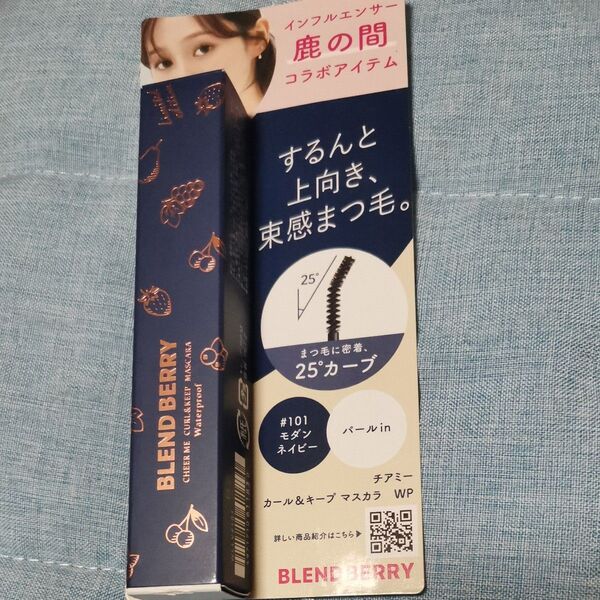 インフルエンサー
鹿の間
コラボアイテム
するんと
上向き、
束感まつ毛。
25°
まつ毛に密着、
25°カーブ
#101
モダン
ネイビー
パールin
チアミー
カール&キープ マスカラ WP
詳しい商品紹介はこちら▶
BLEND BERRY
BLEND BERRY
CHEER ME CURL&KEEP MASCARA
Waterproof